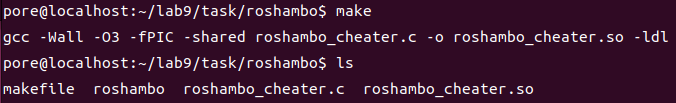 pore@localhost:~/lab9/task/roshambo$ make
gcc -Wall -O3 -fPIC -shared roshambo_cheater.c -o roshambo_cheater.so -ldl
pore@localhost:~/lab9/task/roshambo$ ls
makefile  roshambo  roshambo_cheater.c  roshambo_cheater.so